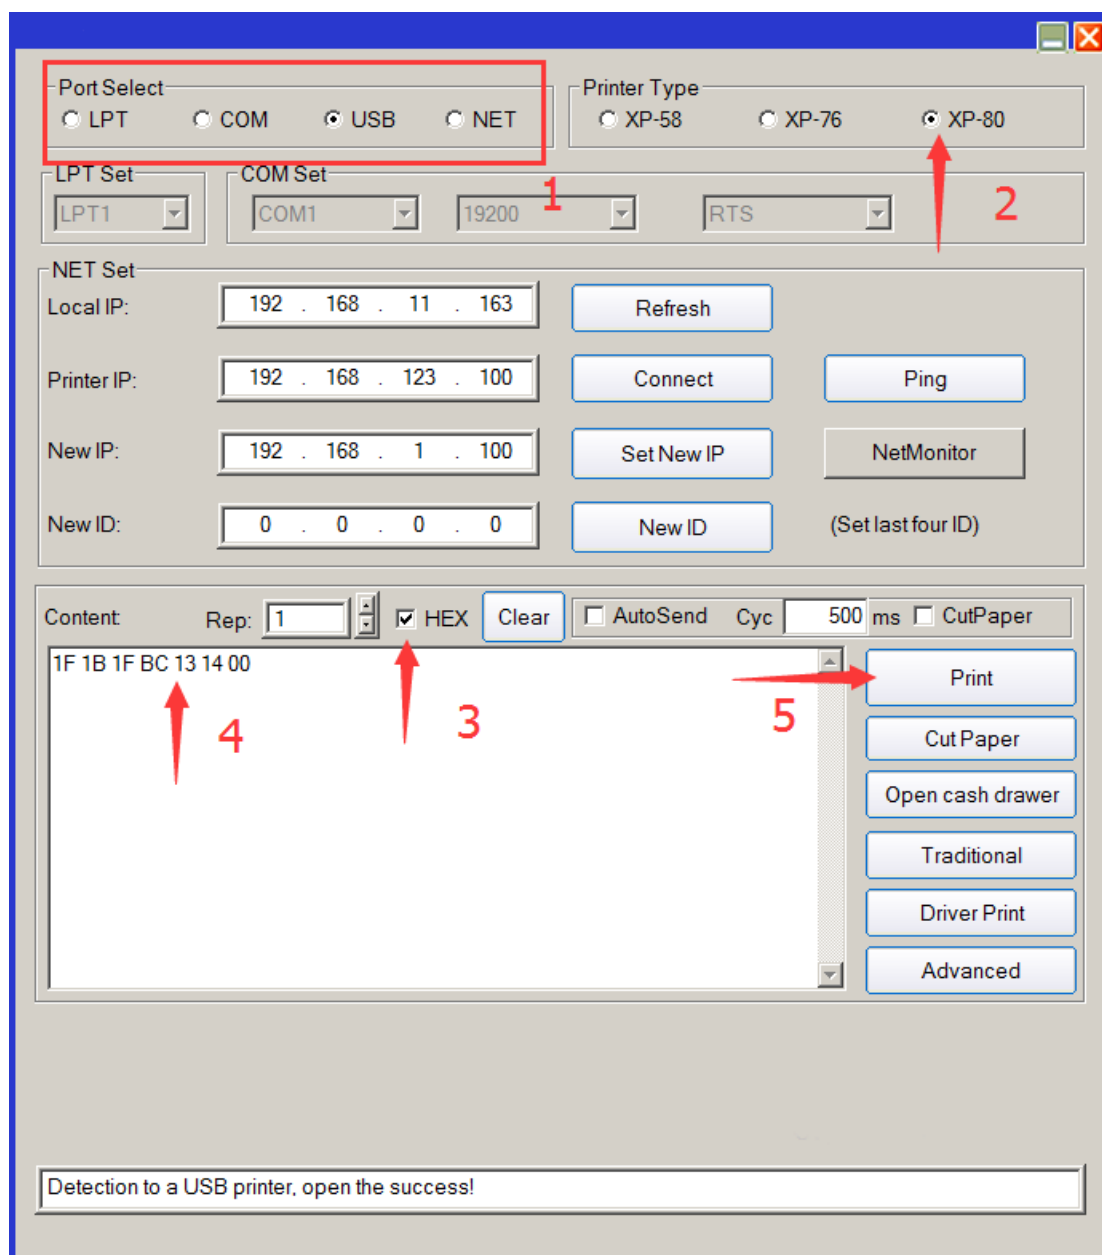 Port Select
LPT COM USB NET
Printer Type
XP-58 XP-76 XP-80
LPT Set
LPT1
COM Set
COM1 19200 RTS
1
2
NET Set
Local IP: 192 . 168 . 11 . 163 Refresh
Printer IP: 192 . 168 . 123 . 100 Connect Ping
New IP: 192 . 168 . 1 . 100 Set New IP NetMonitor
New ID: 0 . 0 . 0 . 0 New ID (Set last four ID)
Content: Rep: 1 HEX Clear AutoSend Cyc 500 ms CutPaper
1F 1B 1F BC 13 14 00
4
3
5
Print
Cut Paper
Open cash drawer
Traditional
Driver Print
Advanced
Detection to a USB printer, open the success!